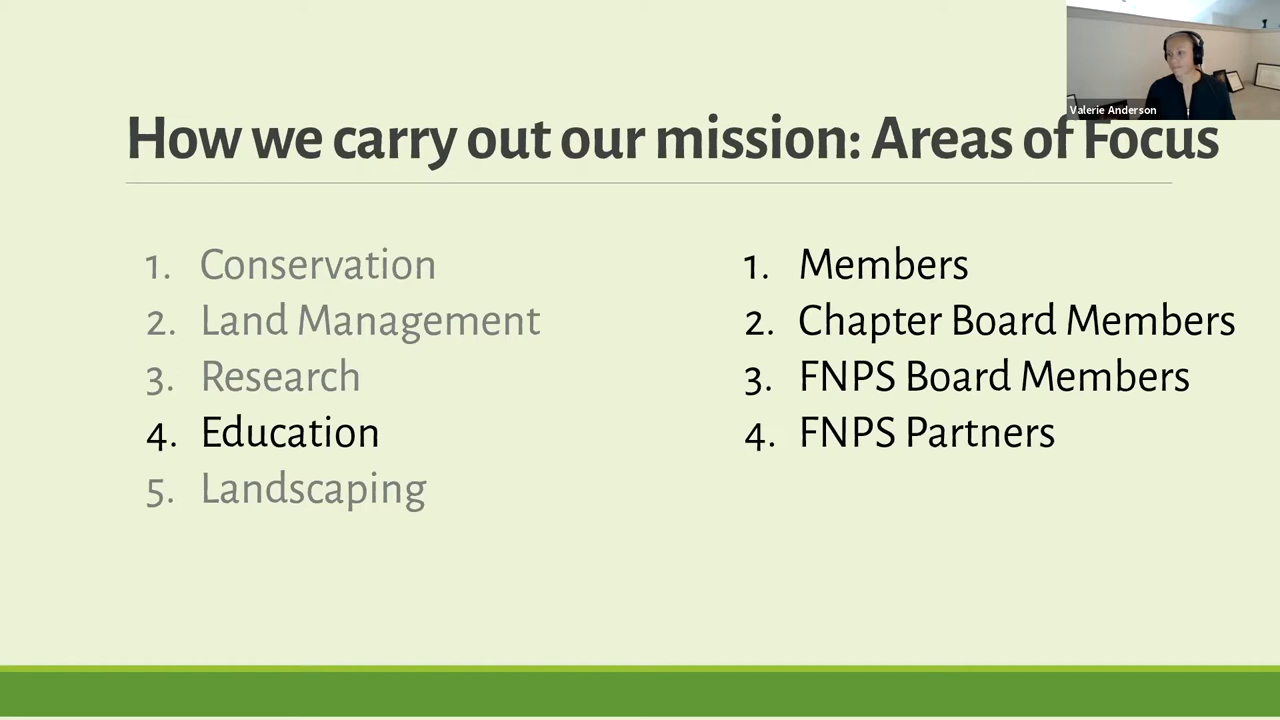 Valerie Anderson
How we carry out our mission: Areas of Focus
1. Conservation
2. Land Management
3. Research
4. Education
5. Landscaping
1. Members
2. Chapter Board Members
3. FNPS Board Members
4. FNPS Partners